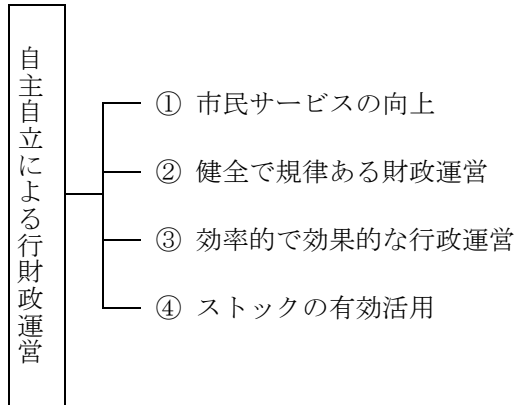 自主自立による行財政運営
① 市民サービスの向上
② 健全で規律ある財政運営
③ 効率的で効果的な行政運営
④ ストックの有効活用